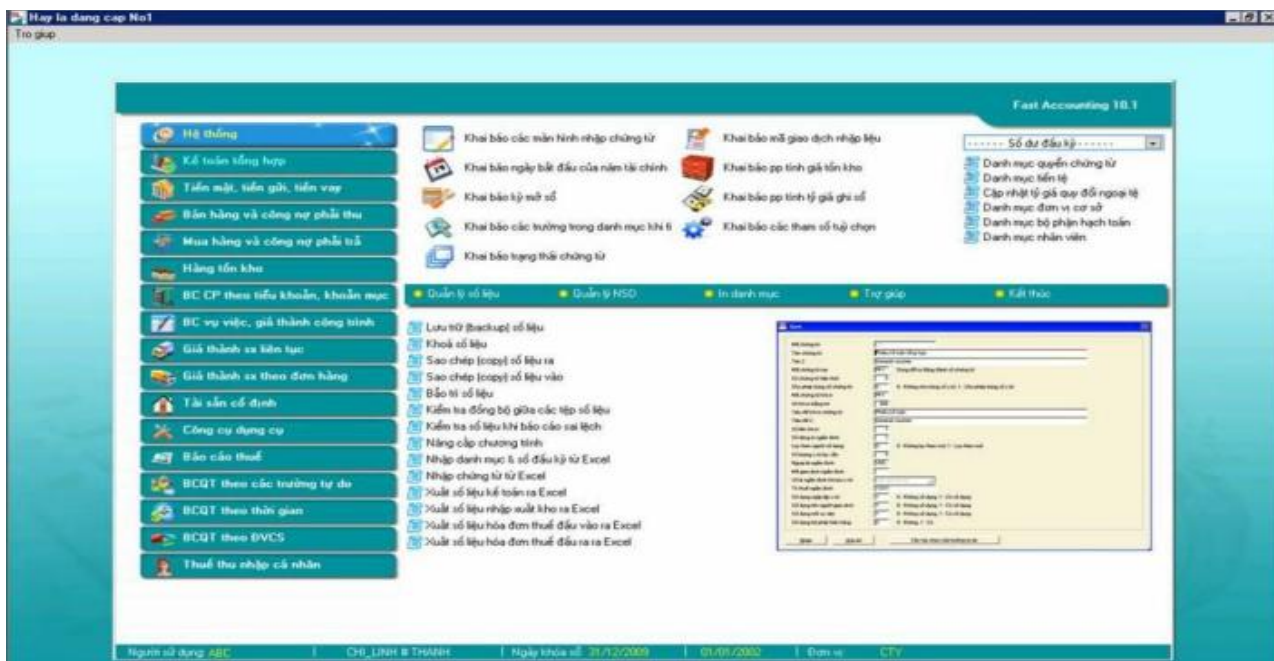 Hay la dang cap No1
Tro giup
Fast Accounting 10.1
Hệ thống
Kế toán tổng hợp
Tiền mặt, tiền gửi, tiền vay
Bán hàng và công nợ phải thu
Mua hàng và công nợ phải trả
Hàng tồn kho
BC CP theo tiểu khoản, khoản mục
BC vụ việc, giá thành công trình
Giá thành sx liên tục
Giá thành sx theo đơn hàng
Tài sản cố định
Công cụ dụng cụ
Báo cáo thuế
BCQT theo các trường tự do
BCQT theo thời gian
BCQT theo ĐVCS
Thuế thu nhập cá nhân
Khai báo các màn hình nhập chứng từ
Khai báo ngày bắt đầu của năm tài chính
Khai báo kỳ mở sổ
Khai báo các trường trong danh mục khi ti
Khai báo trạng thái chứng từ
Khai báo mã giao dịch nhập liệu
Khai báo pp tính giá tồn kho
Khai báo pp tính tỷ giá ghi sổ
Khai báo các tham số tuỳ chọn
- - - - - - Số dư đầu kỳ - - - - - -
Danh mục quyển chứng từ
Danh mục tiền tệ
Cập nhật tỷ giá quy đổi ngoại tệ
Danh mục đơn vị cơ sở
Danh mục bộ phận hạch toán
Danh mục nhân viên
Quản lý số liệu Quản lý NSD In danh mục Trợ giúp Kết thúc
Lưu trữ (backup) số liệu
Khoá số liệu
Sao chép (copy) số liệu ra
Sao chép (copy) số liệu vào
Bảo trì số liệu
Kiểm tra đồng bộ giữa các tệp số liệu
Kiểm tra số liệu khi báo cáo sai lệch
Nâng cấp chương trình
Nhập danh mục & số đầu kỳ từ Excel
Nhập chứng từ từ Excel
Xuất số liệu kế toán ra Excel
Xuất số liệu nhập xuất kho ra Excel
Xuất số liệu hóa đơn thuế đầu vào ra Excel
Xuất số liệu hóa đơn thuế đầu ra ra Excel
Người sử dụng: ABC | CHI_LINH # THANH | Ngày khóa sổ: 31/12/2009 | 01/01/2002 | Đơn vị: CTY